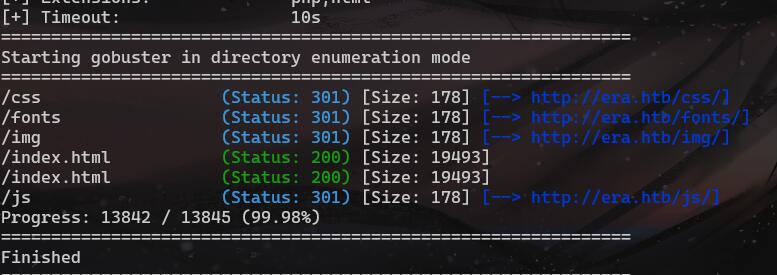 [+] Extensions: php,html
[+] Timeout: 10s
===============================================================
Starting gobuster in directory enumeration mode
===============================================================
/css (Status: 301) [Size: 178] [--> http://era.htb/css/]
/fonts (Status: 301) [Size: 178] [--> http://era.htb/fonts/]
/img (Status: 301) [Size: 178] [--> http://era.htb/img/]
/index.html (Status: 200) [Size: 19493]
/index.html (Status: 200) [Size: 19493]
/js (Status: 301) [Size: 178] [--> http://era.htb/js/]
Progress: 13842 / 13845 (99.98%)
===============================================================
Finished
===============================================================